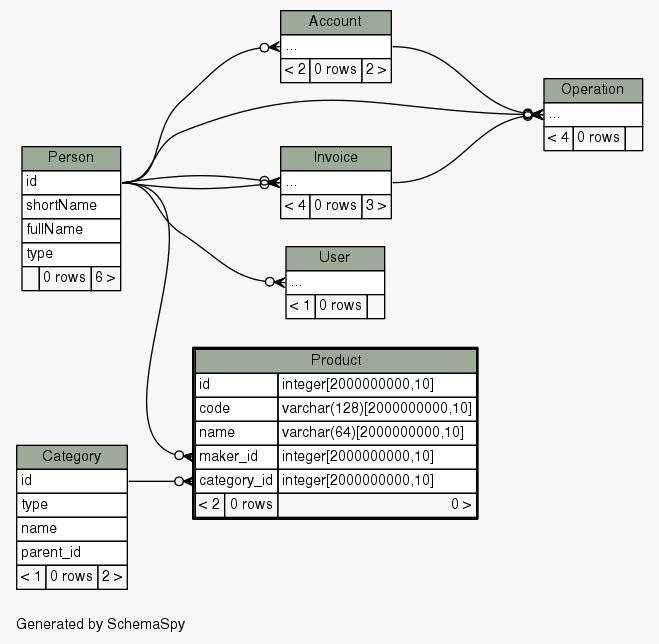 Account
...
< 2 0 rows 2 >
Operation
...
< 4 0 rows
Person
id
shortName
fullName
type
0 rows 6 >
Invoice
...
< 4 0 rows 3 >
User
...
< 1 0 rows
Product
id integer[2000000000,10]
code varchar(128)[2000000000,10]
name varchar(64)[2000000000,10]
maker_id integer[2000000000,10]
category_id integer[2000000000,10]
< 2 0 rows 0 >
Category
id
type
name
parent_id
< 1 0 rows 2 >
Generated by SchemaSpy